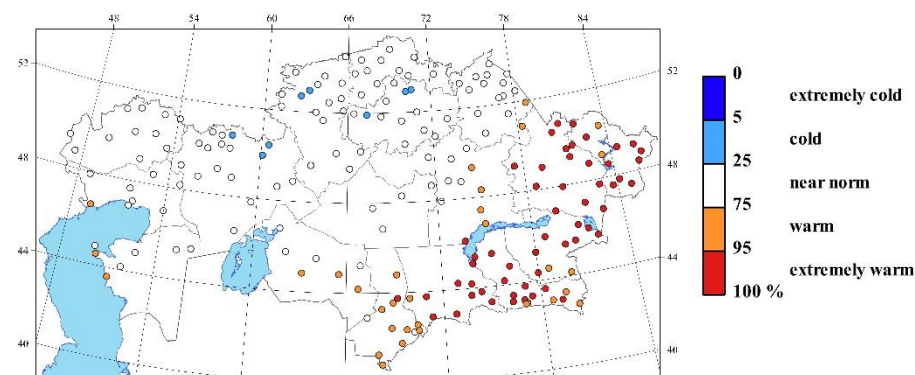 48 54 60 66 72 78 84
52 52
48 48
44 44
40 40
0
extremely cold
5
cold
25
near norm
75
warm
95
extremely warm
100 %